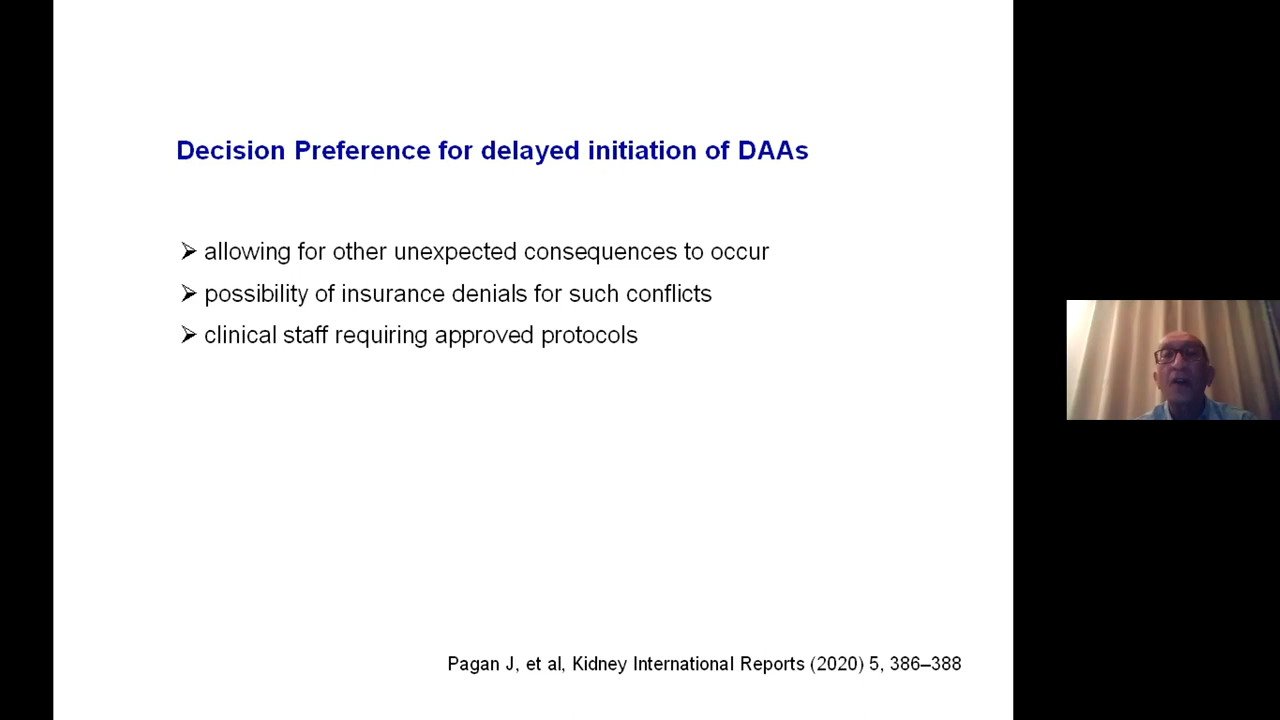 Decision Preference for delayed initiation of DAAs
➢ allowing for other unexpected consequences to occur
➢ possibility of insurance denials for such conflicts
➢ clinical staff requiring approved protocols
Pagan J, et al, Kidney International Reports (2020) 5, 386–388